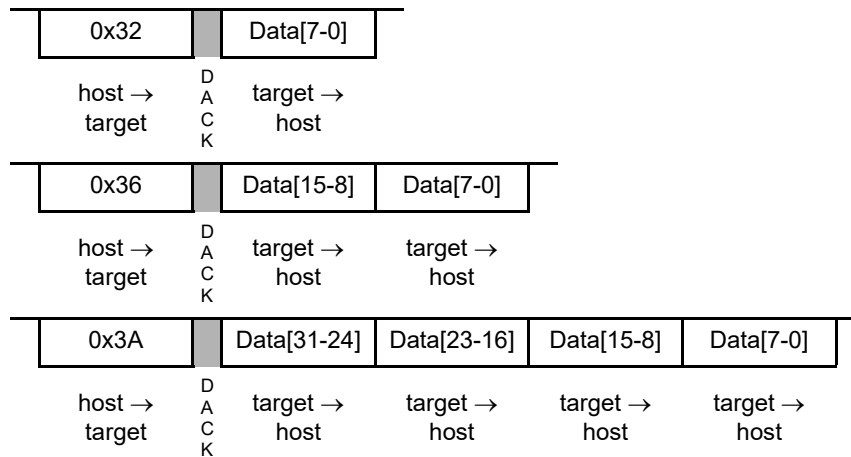 0x32 Data[7-0]
host → D A C K target →
target host
0x36 Data[15-8] Data[7-0]
host → D A C K target → target →
target host host
0x3A Data[31-24] Data[23-16] Data[15-8] Data[7-0]
host → D A C K target → target → target → target →
target host host host host